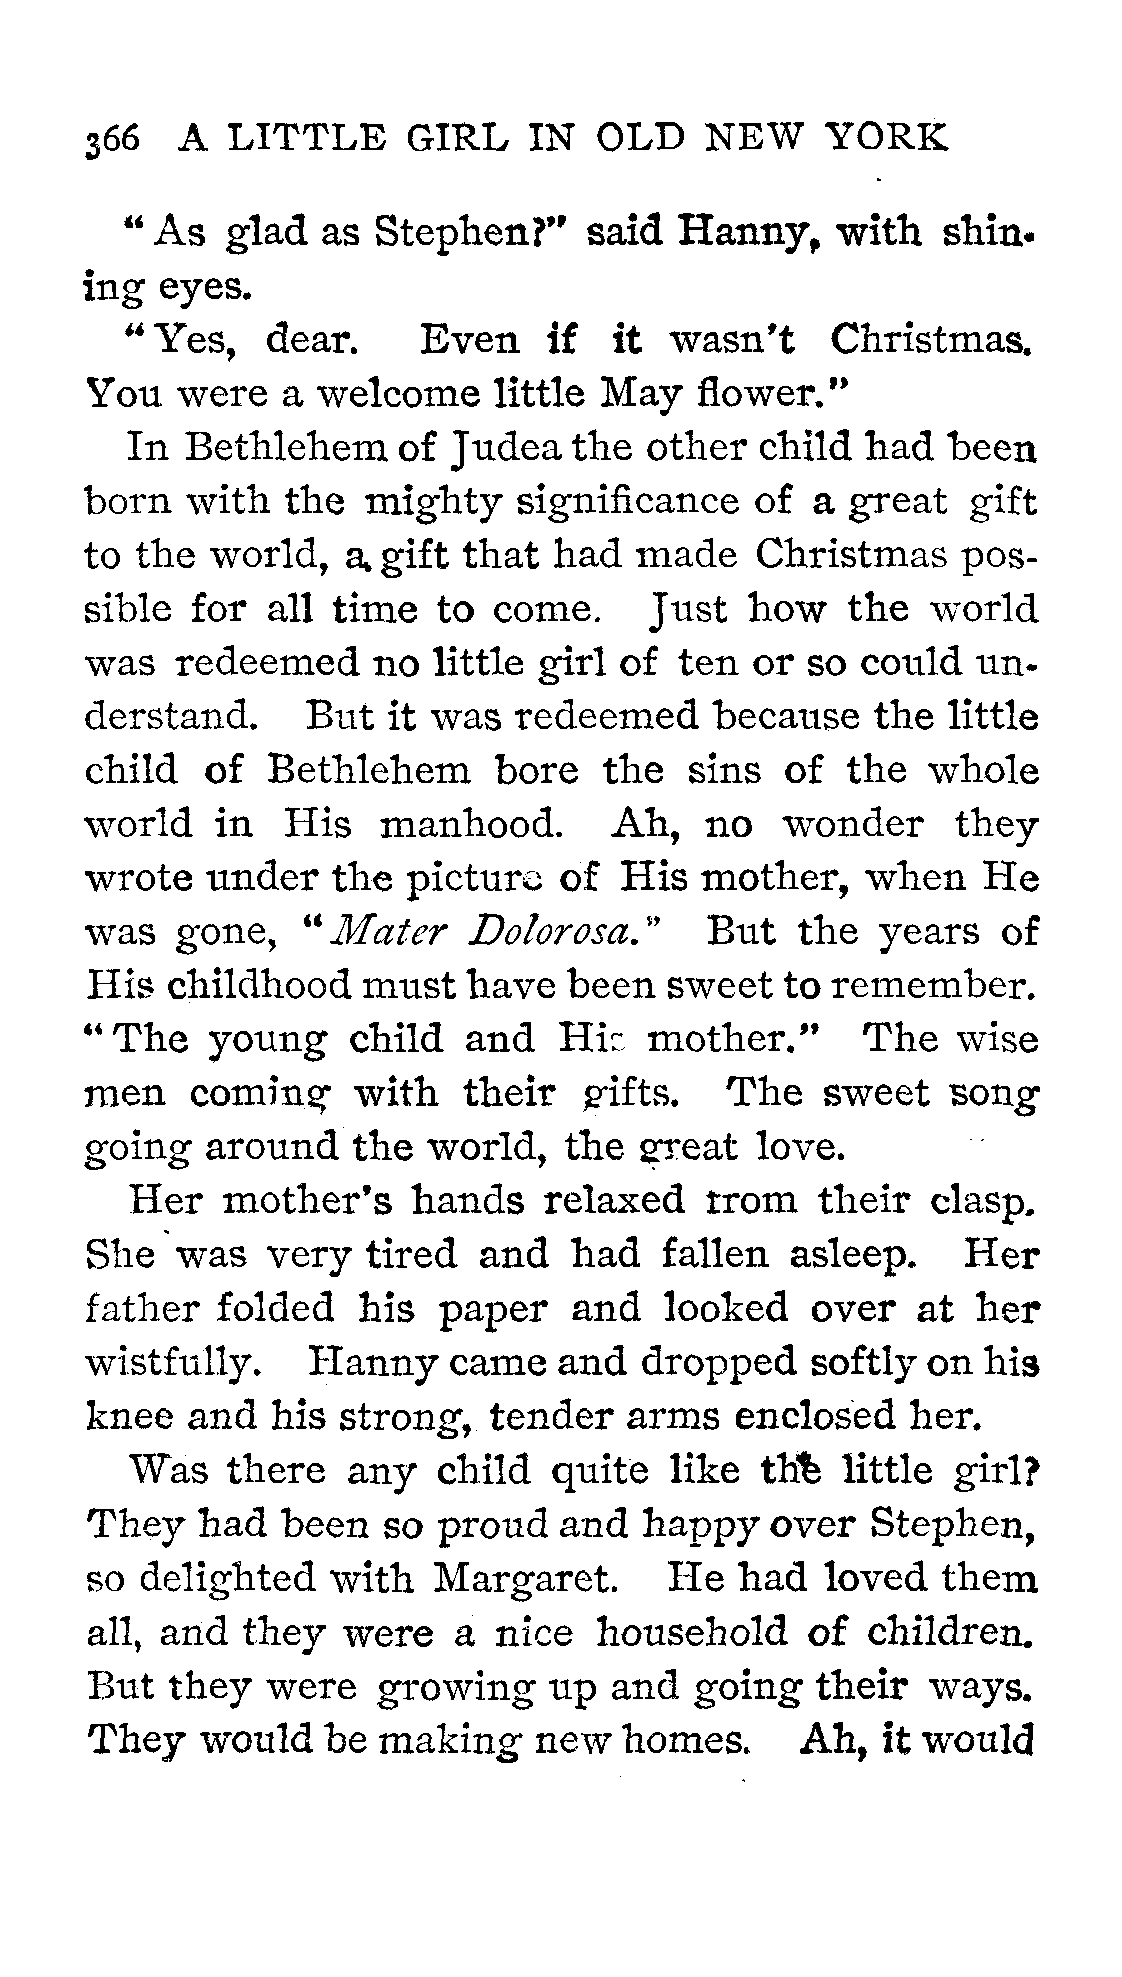 366 A LITTLE GIRL IN OLD NEW YORK
“As glad as Stephen?” said Hanny, with shin-
ing eyes.
“Yes, dear. Even if it wasn't Christmas.
You were a welcome little May flower.”
In Bethlehem of Judea the other child had been
born with the mighty significance of a great gift
to the world, a gift that had made Christmas pos-
sible for all time to come. Just how the world
was redeemed no little girl of ten or so could un-
derstand. But it was redeemed because the little
child of Bethlehem bore the sins of the whole
world in His manhood. Ah, no wonder they
wrote under the picture of His mother, when He
was gone, “Mater Dolorosa.” But the years of
His childhood must have been sweet to remember.
“The young child and His mother.” The wise
men coming with their gifts. The sweet song
going around the world, the great love.
Her mother's hands relaxed from their clasp.
She was very tired and had fallen asleep. Her
father folded his paper and looked over at her
wistfully. Hanny came and dropped softly on his
knee and his strong, tender arms enclosed her.
Was there any child quite like the little girl?
They had been so proud and happy over Stephen,
so delighted with Margaret. He had loved them
all, and they were a nice household of children.
But they were growing up and going their ways.
They would be making new homes. Ah, it would